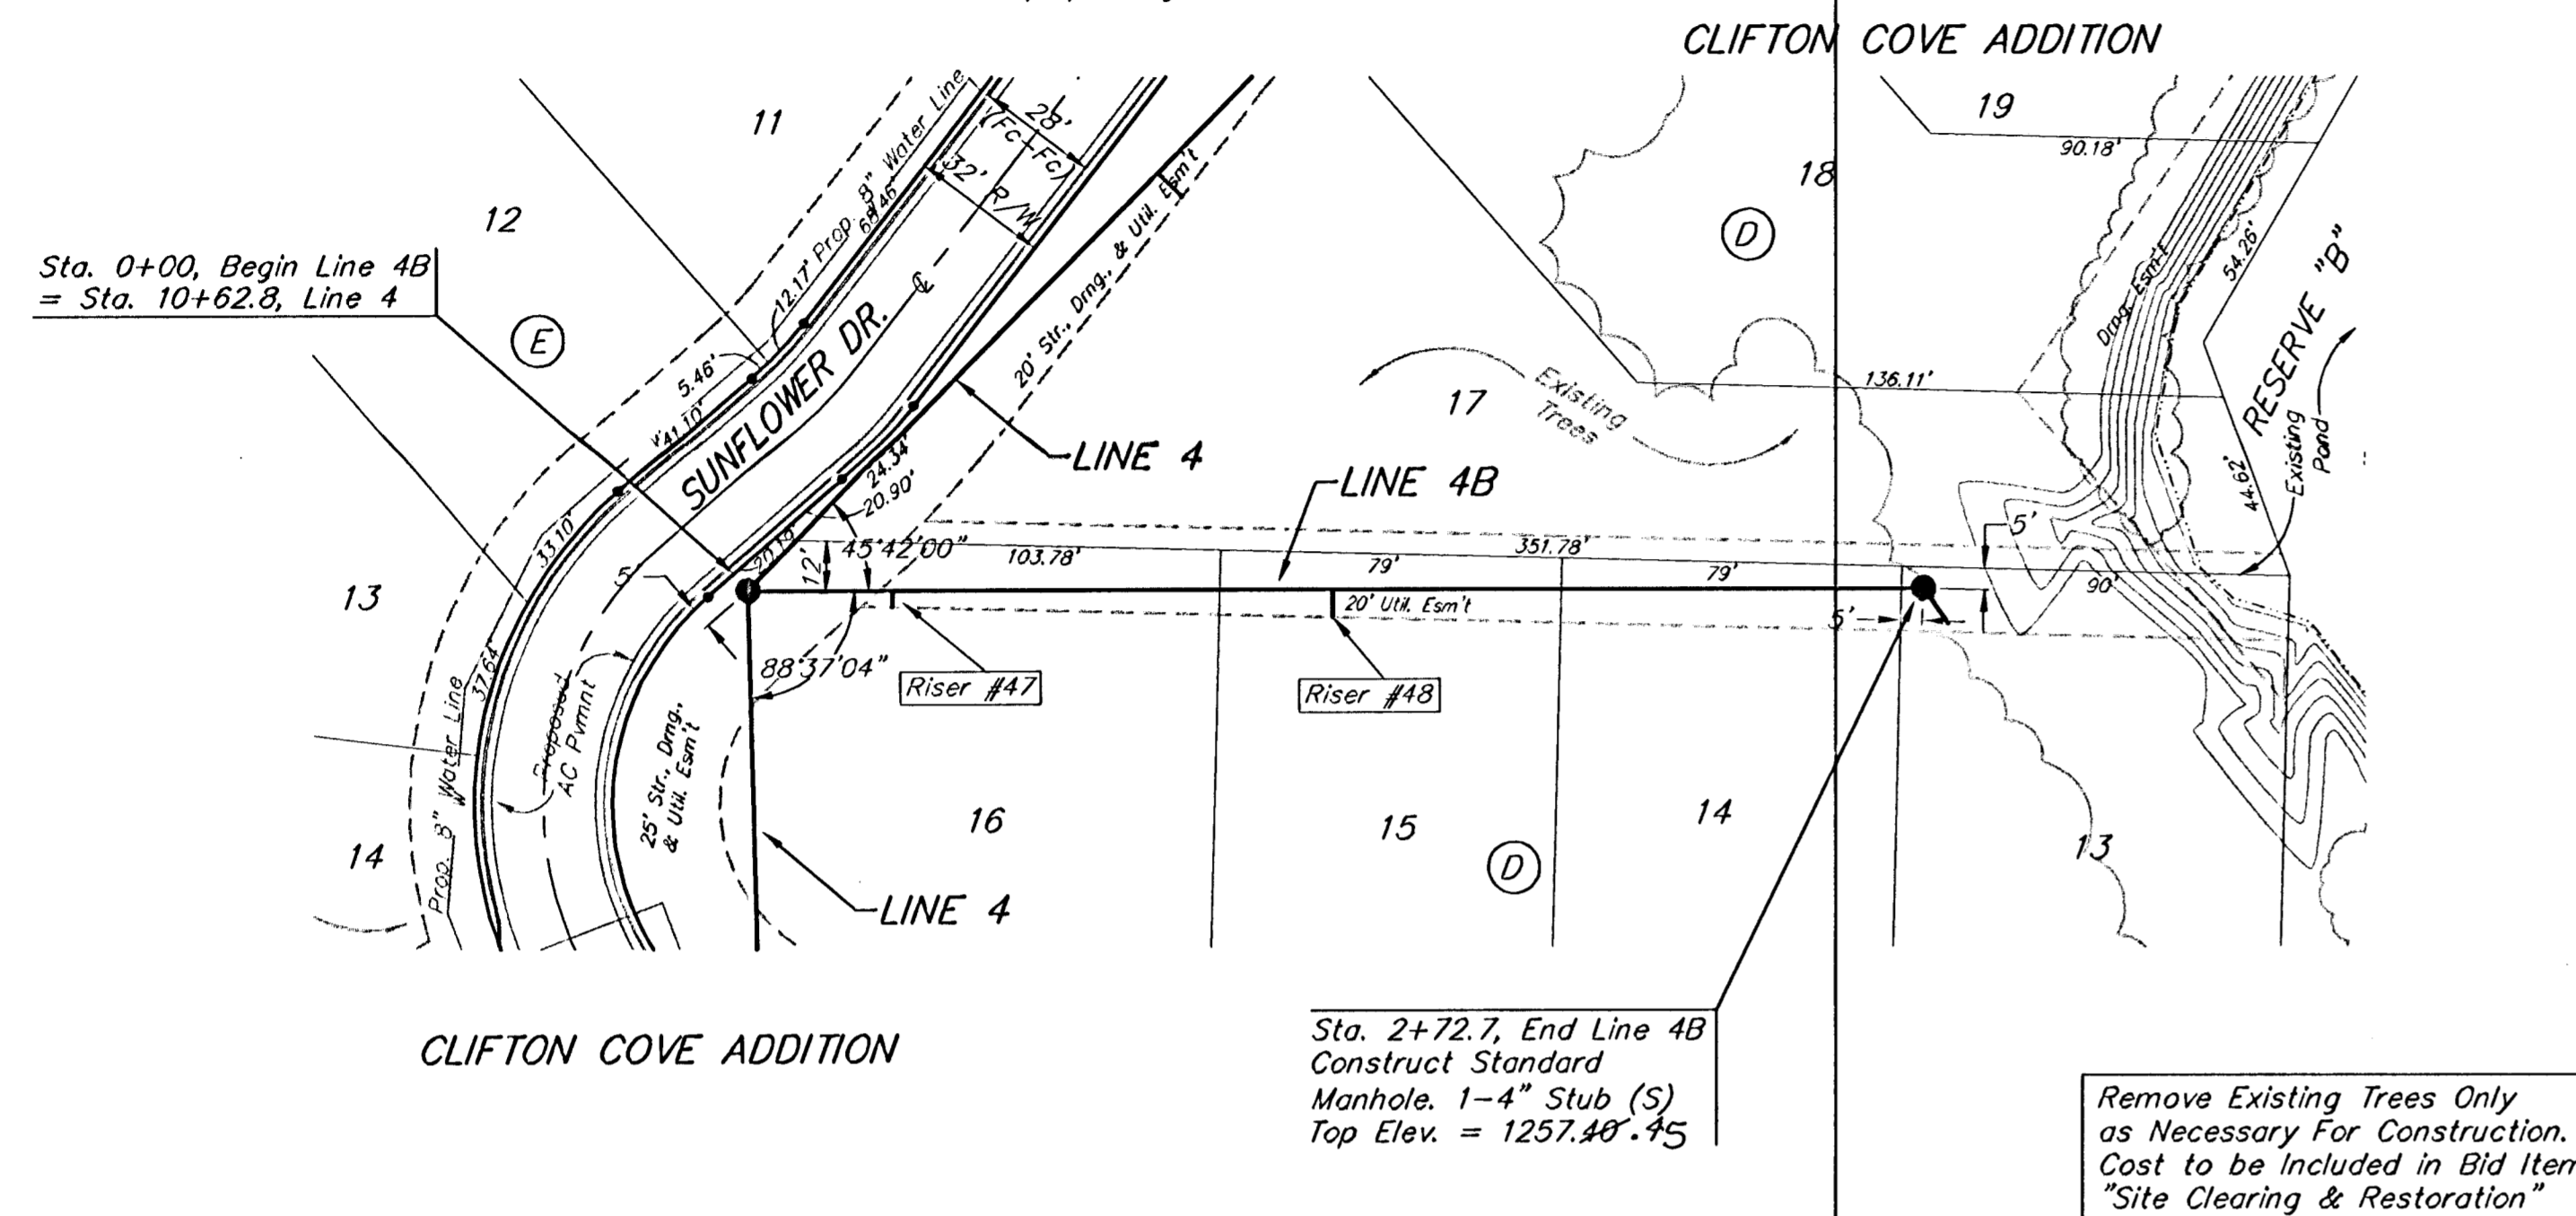 CLIFTON COVE ADDITION
11
12
13
14
Sta. 0+00, Begin Line 4B
= Sta. 10+62.8, Line 4
E
Prop. 8" Water Line
12.17'
5.46'
41.10'
33.10'
37.64'
Prop. 8" Water Line
W
28'
(Fc-Fc)
32' R/W
SUNFLOWER DR.
℄
20' Str., Drng., & Util. Esm't
LINE 4
24.34'
20.90'
20.19'
12'
5'
45°42'00"
88°37'04"
Proposed
AC Pvmnt
25' Str., Drng.,
& Util. Esm't
LINE 4
Riser #47
Riser #48
LINE 4B
103.78'
351.78'
79'
79'
90'
20' Util. Esm't
5'
5'
16
15
14
13
D
17
18
19
D
Existing
Trees
90.18'
136.11'
Drng. Esm't
54.26'
44.62'
RESERVE "B"
Existing
Pond
CLIFTON COVE ADDITION
Sta. 2+72.7, End Line 4B
Construct Standard
Manhole. 1-4" Stub (S)
Top Elev. = 1257.40 .45
Remove Existing Trees Only
as Necessary For Construction.
Cost to be Included in Bid Item
"Site Clearing & Restoration"